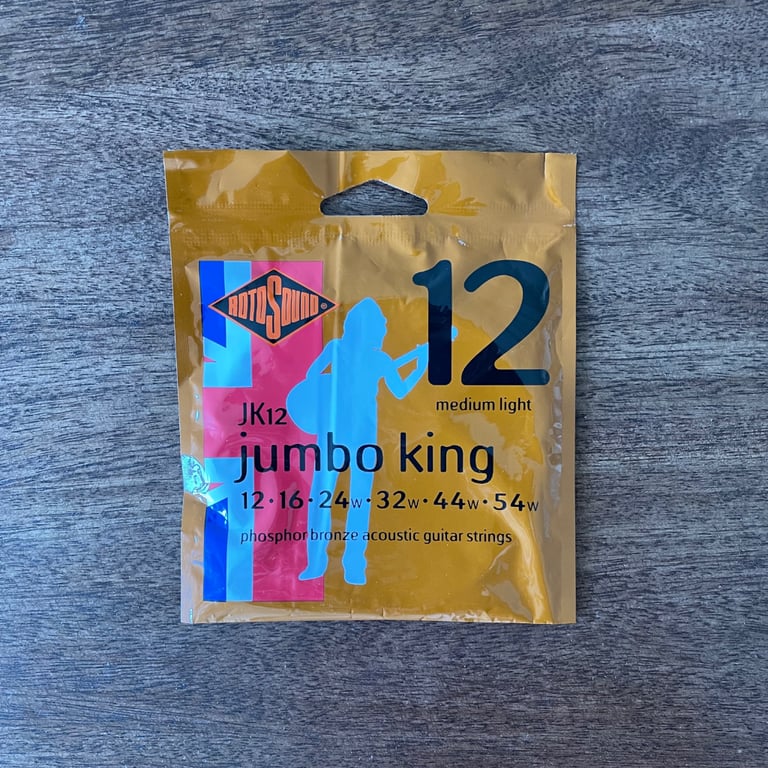 ROTOSOUND®
12
medium light
JK12
jumbo king
12·16·24w·32w·44w·54w
phosphor bronze acoustic guitar strings